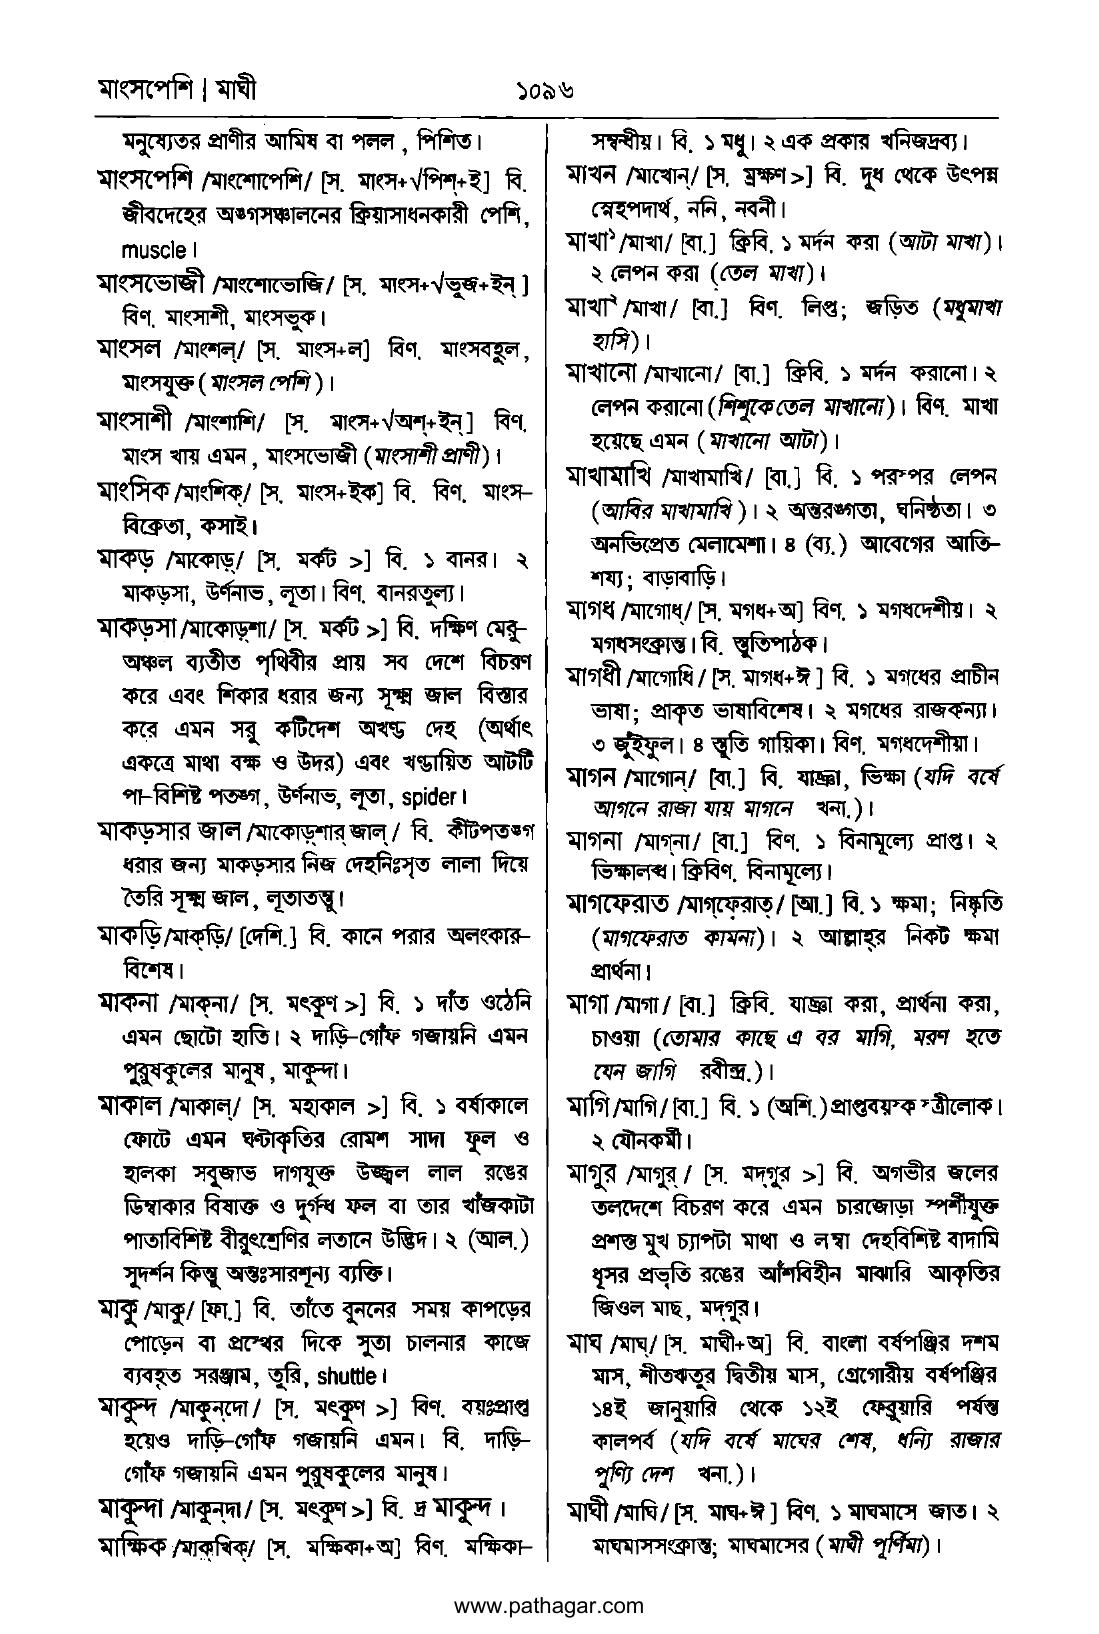 মাংসপেশি | মাঘী
১০৯৬
মনুষ্যেতর প্রাণীর আমিষ বা পলল, পিশিত।
মাংসপেশি /মাংশোপেশি/ [স. মাংস+√পিশ্+ই] বি.
জীবদেহের অঙ্গসঞ্চালনের ক্রিয়াসাধনকারী পেশি,
muscle।
মাংসভোজী /মাংশোভোজি/ [স. মাংস+√ভুজ্+ইন্]
বিণ. মাংসাশী, মাংসভুক।
মাংসল /মাংশল্/ [স. মাংস+ল] বিণ. মাংসবহুল,
মাংসযুক্ত (মাংসল পেশি)।
মাংসাশী /মাংশাশি/ [স. মাংস+√অশ্+ইন্] বিণ.
মাংস খায় এমন, মাংসভোজী (মাংসাশী প্রাণী)।
মাংসিক /মাংশিক্/ [স. মাংস+ইক] বি. বিণ. মাংস-
বিক্রেতা, কসাই।
মাকড় /মাকোড়্/ [স. মর্কট >] বি. ১ বানর। ২
মাকড়সা, উর্ণনাভ, লূতা। বিণ. বানরতুল্য।
মাকড়সা /মাকোড়্শা/ [স. মর্কট >] বি. দক্ষিণ মেরু-
অঞ্চল ব্যতীত পৃথিবীর প্রায় সব দেশে বিচরণ
করে এবং শিকার ধরার জন্য সূক্ষ্ম জাল বিস্তার
করে এমন সরু কটিদেশ অখণ্ড দেহ (অর্থাৎ
একত্রে মাথা বক্ষ ও উদর) এবং খণ্ডায়িত আটটি
পা-বিশিষ্ট পতঙ্গ, উর্ণনাভ, লূতা, spider।
মাকড়সার জাল /মাকোড়্শার্ জাল্/ বি. কীটপতঙ্গ
ধরার জন্য মাকড়সার নিজ দেহনিঃসৃত লালা দিয়ে
তৈরি সূক্ষ্ম জাল, লূতাতন্তু।
মাকড়ি /মাক্‌ড়ি/ [দেশি.] বি. কানে পরার অলংকার-
বিশেষ।
মাকনা /মাক্‌না/ [স. মৎকুণ >] বি. ১ দাঁত ওঠেনি
এমন ছোটো হাতি। ২ দাড়ি-গোঁফ গজায়নি এমন
পুরুষকুলের মানুষ, মাকুন্দা।
মাকাল /মাকাল্/ [স. মহাকাল >] বি. ১ বর্ষাকালে
ফোটে এমন ঘণ্টাকৃতির রোমশ সাদা ফুল ও
হালকা সবুজাভ দাগযুক্ত উজ্জ্বল লাল রঙের
ডিম্বাকার বিষাক্ত ও দুর্গন্ধ ফল বা তার খাঁজকাটা
পাতাবিশিষ্ট বীরুৎশ্রেণির লতানে উদ্ভিদ। ২ (আল.)
সুদর্শন কিন্তু অন্তঃসারশূন্য ব্যক্তি।
মাকু /মাকু/ [ফা.] বি. তাঁতে বুননের সময় কাপড়ের
পোড়েন বা প্রস্থের দিকে সুতা চালনার কাজে
ব্যবহৃত সরঞ্জাম, তুরি, shuttle।
মাকুন্দ /মাকুন্‌দো/ [স. মৎকুণ >] বিণ. বয়ঃপ্রাপ্ত
হয়েও দাড়ি-গোঁফ গজায়নি এমন। বি. দাড়ি-
গোঁফ গজায়নি এমন পুরুষকুলের মানুষ।
মাকুন্দা /মাকুন্‌দা/ [স. মৎকুণ >] বি. দ্র মাকুন্দ।
মাক্ষিক /মাক্‌খিক্/ [স. মক্ষিকা+অ] বিণ. মক্ষিকা-
সম্বন্ধীয়। বি. ১ মধু। ২ এক প্রকার খনিজদ্রব্য।
মাখন /মাখোন্/ [স. ম্রক্ষণ >] বি. দুধ থেকে উৎপন্ন
স্নেহপদার্থ, ননি, নবনী।
মাখা১ /মাখা/ [বা.] ক্রিবি. ১ মর্দন করা (আটা মাখা)।
২ লেপন করা (তেল মাখা)।
মাখা২ /মাখা/ [বা.] বিণ. লিপ্ত; জড়িত (মধুমাখা
হাসি)।
মাখানো /মাখানো/ [বা.] ক্রিবি. ১ মর্দন করানো। ২
লেপন করানো (শিশুকে তেল মাখানো)। বিণ. মাখা
হয়েছে এমন (মাখানো আটা)।
মাখামাখি /মাখামাখি/ [বা.] বি. ১ পরস্পর লেপন
(আবির মাখামাখি)। ২ অন্তরঙ্গতা, ঘনিষ্ঠতা। ৩
অনভিপ্রেত মেলামেশা। ৪ (ব্য.) আবেগের আতি-
শয্য; বাড়াবাড়ি।
মাগধ /মাগোধ্/ [স. মগধ+অ] বিণ. ১ মগধদেশীয়। ২
মগধসংক্রান্ত। বি. স্তুতিপাঠক।
মাগধী /মাগোধি/ [স. মাগধ+ঈ] বি. ১ মগধের প্রাচীন
ভাষা; প্রাকৃত ভাষাবিশেষ। ২ মগধের রাজকন্যা।
৩ জুঁইফুল। ৪ স্তুতি গায়িকা। বিণ. মগধদেশীয়া।
মাগন /মাগোন্/ [বা.] বি. যাচ্ঞা, ভিক্ষা (যদি বর্ষে
আগনে রাজা যায় মাগনে খনা.)।
মাগনা /মাগ্‌না/ [বা.] বিণ. ১ বিনামূল্যে প্রাপ্ত। ২
ভিক্ষালব্ধ। ক্রিবিণ. বিনামূল্যে।
মাগফেরাত /মাগ্‌ফেরাত্/ [আ.] বি. ১ ক্ষমা; নিষ্কৃতি
(মাগফেরাত কামনা)। ২ আল্লাহ্‌র নিকট ক্ষমা
প্রার্থনা।
মাগা /মাগা/ [বা.] ক্রিবি. যাচ্ঞা করা, প্রার্থনা করা,
চাওয়া (তোমার কাছে এ বর মাগি, মরণ হতে
যেন জাগি রবীন্দ্র.)।
মাগি /মাগি/ [বা.] বি. ১ (অশি.) প্রাপ্তবয়স্ক স্ত্রীলোক।
২ যৌনকর্মী।
মাগুর /মাগুর্/ [স. মদ্‌গুর >] বি. অগভীর জলের
তলদেশে বিচরণ করে এমন চারজোড়া স্পর্শীযুক্ত
প্রশস্ত মুখ চ্যাপটা মাথা ও লম্বা দেহবিশিষ্ট বাদামি
ধূসর প্রভৃতি রঙের আঁশবিহীন মাঝারি আকৃতির
জিওল মাছ, মদ্‌গুর।
মাঘ /মাঘ্/ [স. মাঘী+অ] বি. বাংলা বর্ষপঞ্জির দশম
মাস, শীতঋতুর দ্বিতীয় মাস, গ্রেগোরীয় বর্ষপঞ্জির
১৪ই জানুয়ারি থেকে ১২ই ফেব্রুয়ারি পর্যন্ত
কালপর্ব (যদি বর্ষে মাঘের শেষ, ধন্যি রাজার
পুণ্যি দেশ খনা.)।
মাঘী /মাঘি/ [স. মাঘ+ঈ] বিণ. ১ মাঘমাসে জাত। ২
মাঘমাসসংক্রান্ত; মাঘমাসের (মাঘী পূর্ণিমা)।
www.pathagar.com